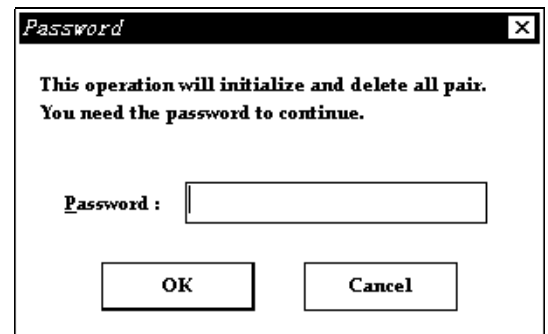 Password
This operation will initialize and delete all pair.
You need the password to continue.
Password :
OK
Cancel